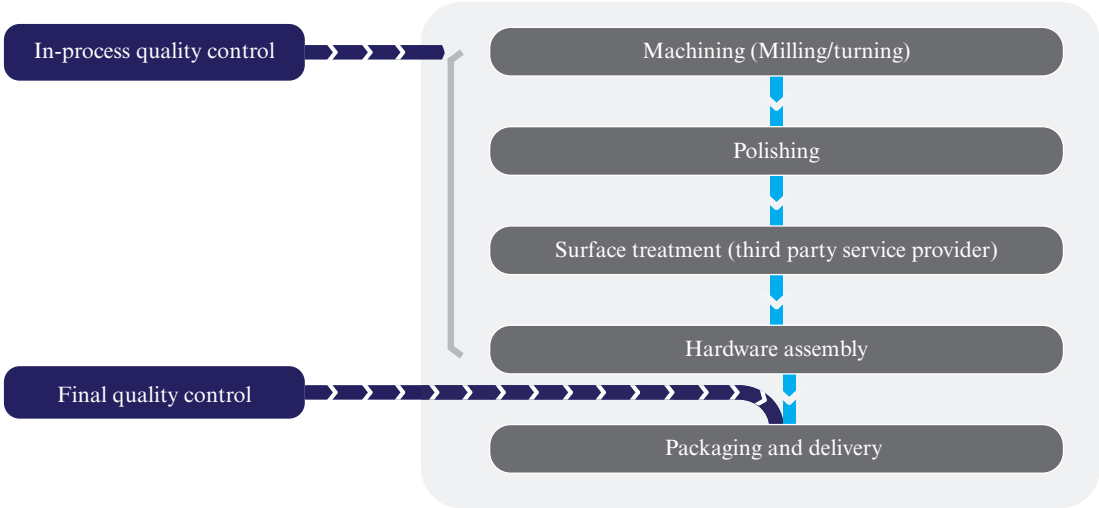 In-process quality control
Machining (Milling/turning)
Polishing
Surface treatment (third party service provider)
Hardware assembly
Final quality control
Packaging and delivery